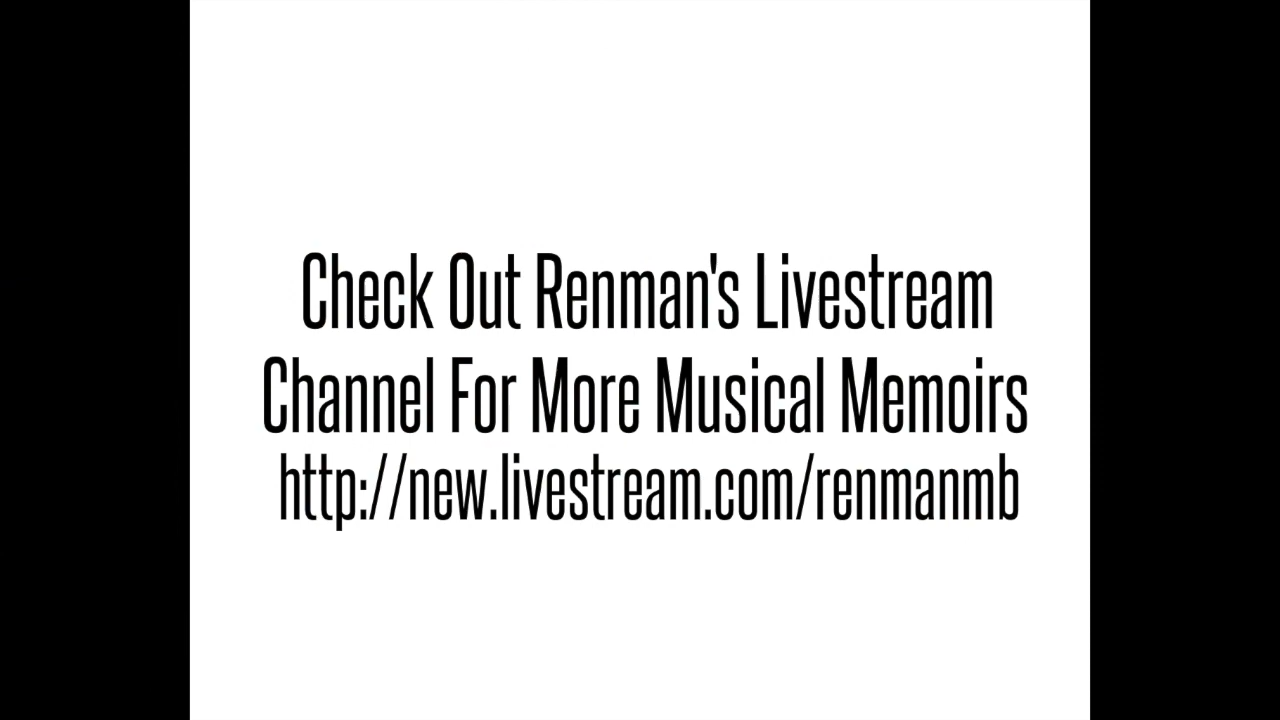 Check Out Renman's Livestream
Channel For More Musical Memoirs
http://new.livestream.com/renmanmb